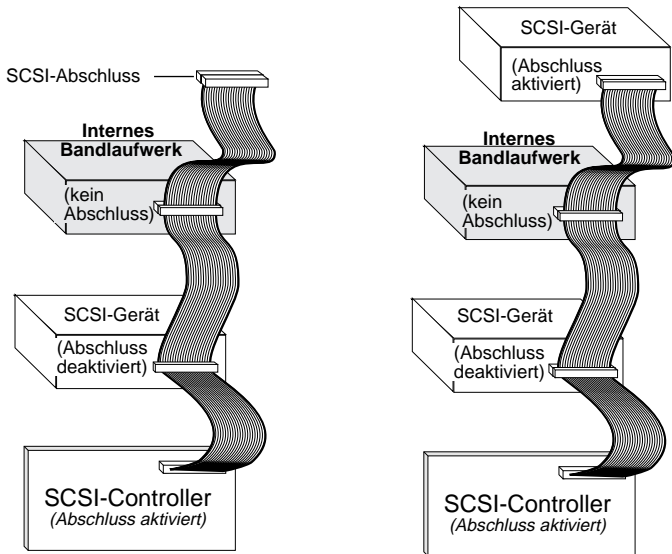 SCSI-Abschluss
Internes
Bandlaufwerk
(kein
Abschluss)
SCSI-Gerät
(Abschluss
deaktiviert)
SCSI-Controller
(Abschluss aktiviert)
SCSI-Gerät
(Abschluss
aktiviert)
Internes
Bandlaufwerk
(kein
Abschluss)
SCSI-Gerät
(Abschluss
deaktiviert)
SCSI-Controller
(Abschluss aktiviert)